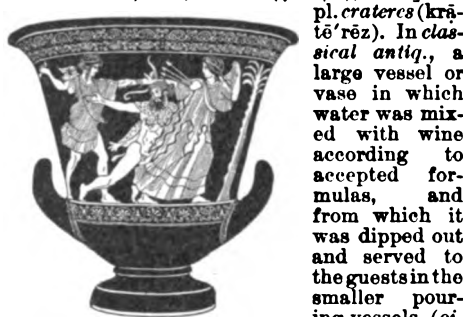 pl. crateres (krā-
tē′rēz). In clas-
sical antiq., a
large vessel or
vase in which
water was mix-
ed with wine
according to
accepted for-
mulas, and
from which it
was dipped out
and served to
the guests in the
smaller pour-
ing-vessels